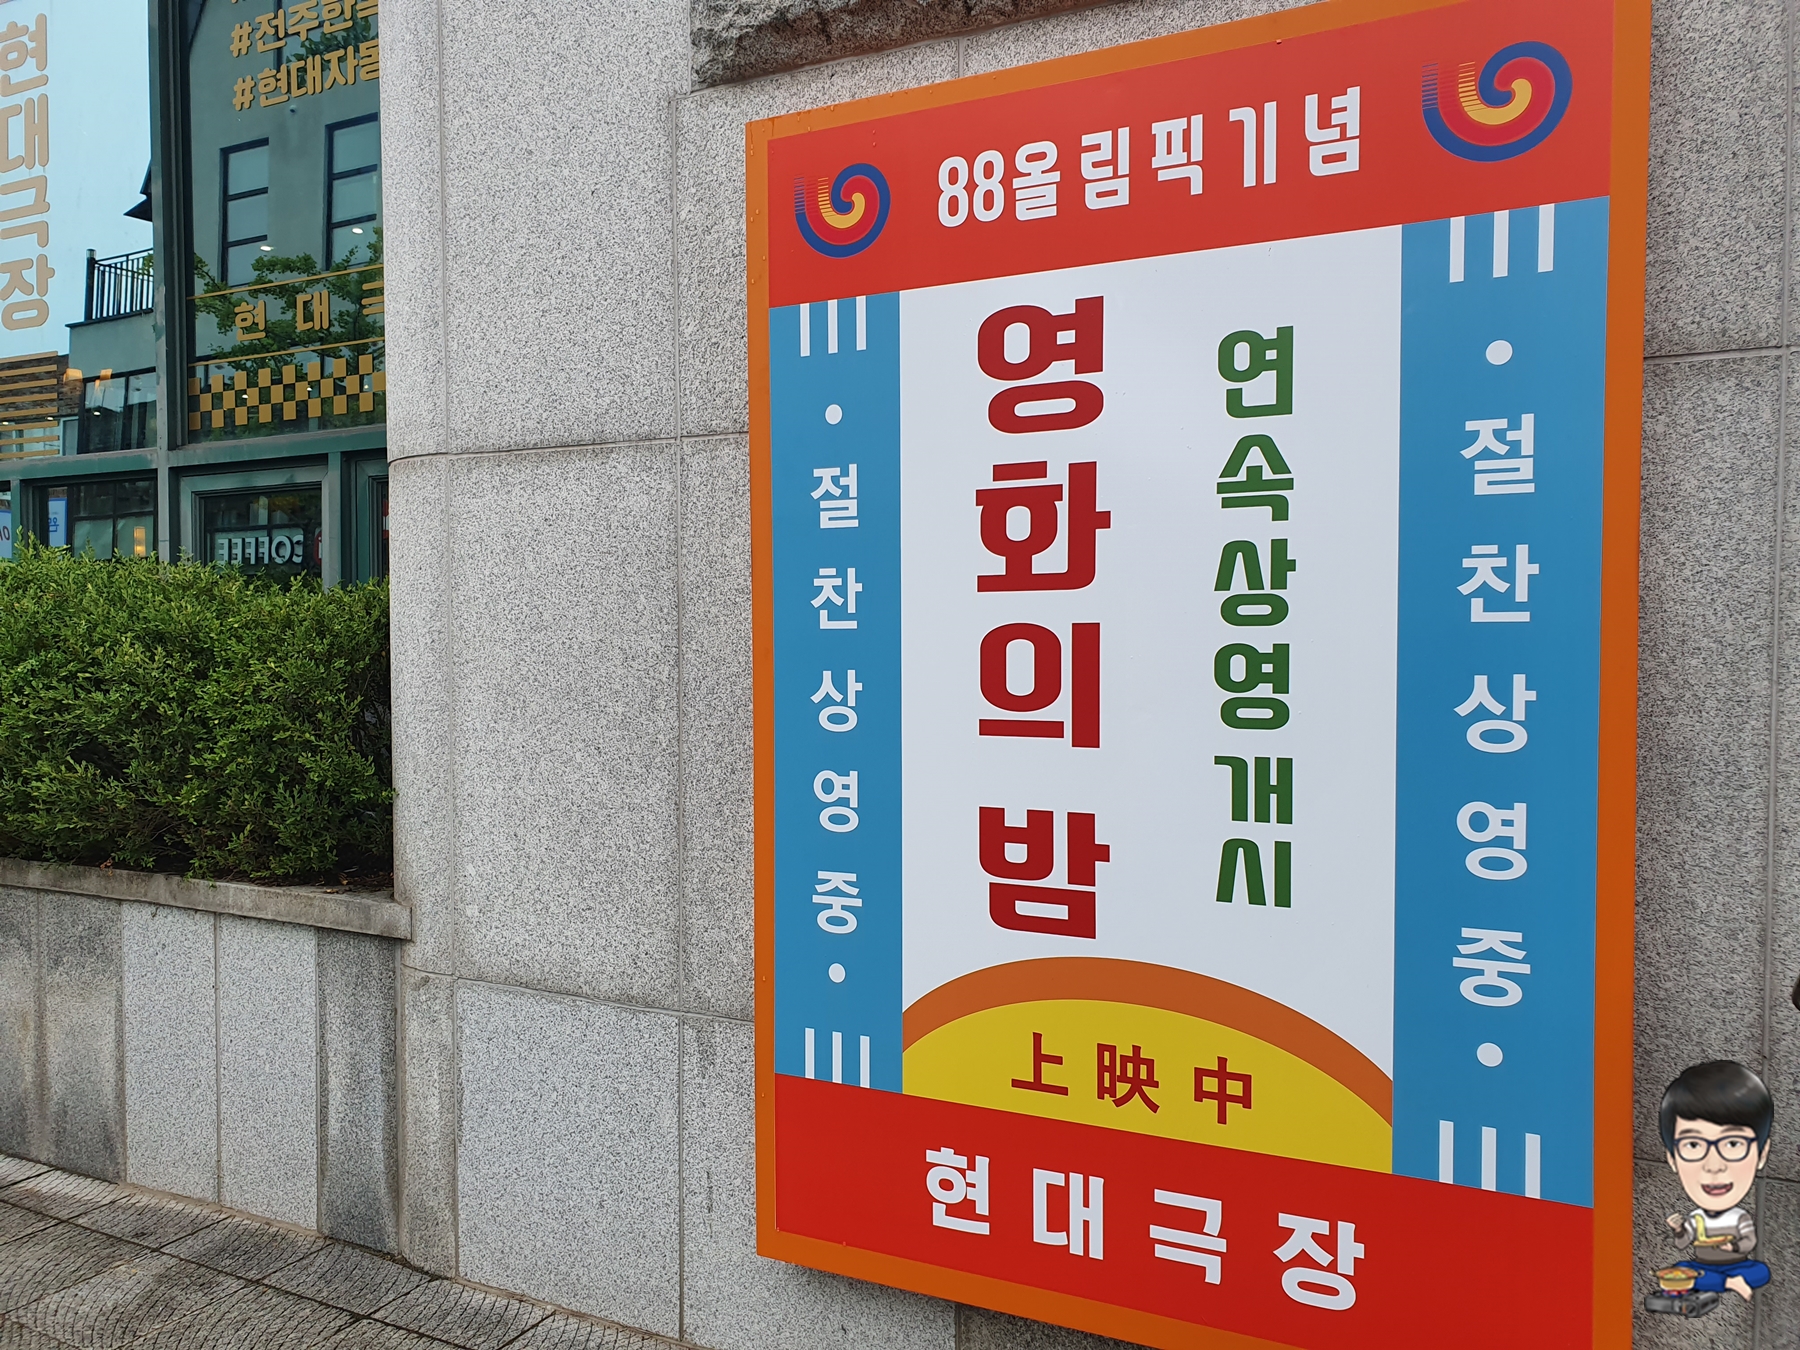 현대극장
#전주한
#현대자동
현대극
COFFEE
88올림픽기념
연속상영개시
영화의 밤
·절찬상영중·
·절찬상영중·
上映中
현대극장